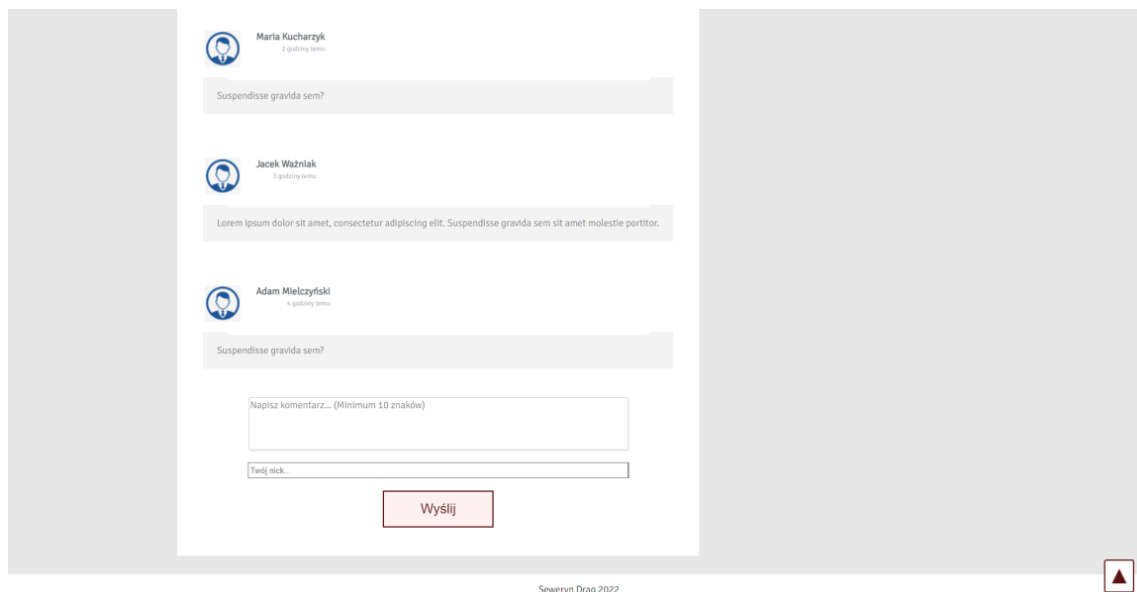 Maria Kucharzyk
2 godziny temu
Suspendisse gravida sem?
Jacek Ważniak
3 godziny temu
Lorem ipsum dolor sit amet, consectetur adipiscing elit. Suspendisse gravida sem sit amet molestie portitor.
Adam Mielczyński
4 godziny temu
Suspendisse gravida sem?
Napisz komentarz... (Minimum 10 znaków)
Twój nick...
Wyślij
Seweryn Drąg 2022